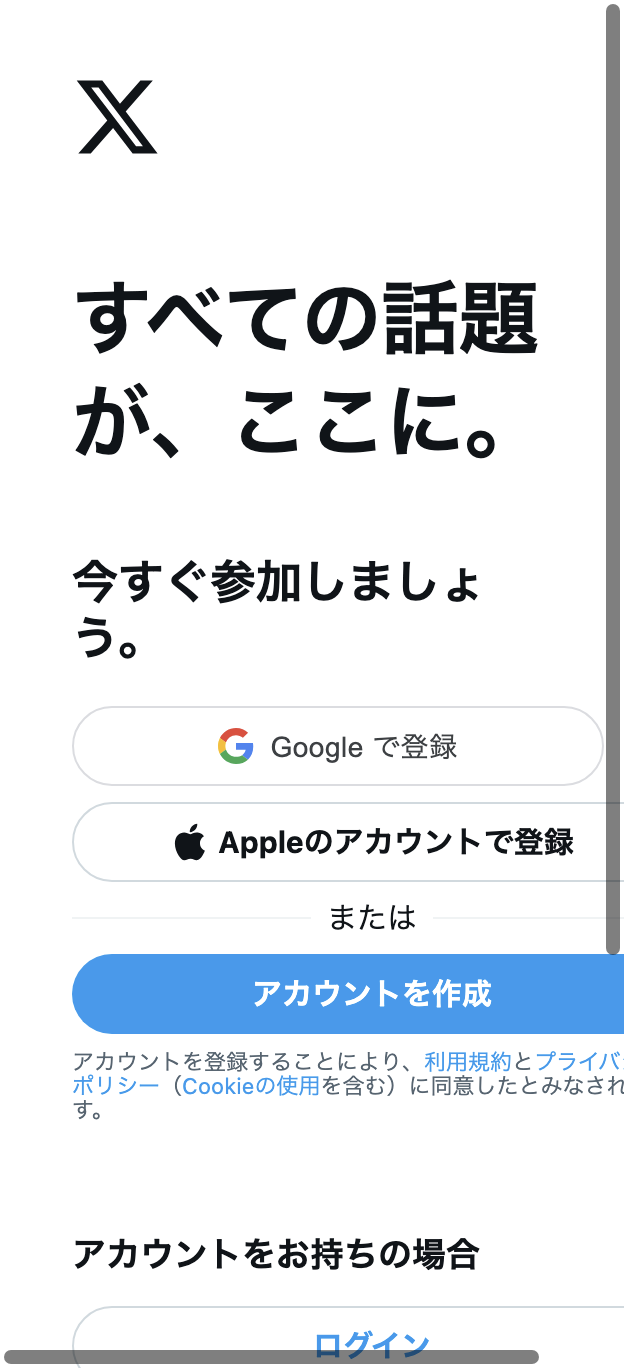 すべての話題
が、ここに。
今すぐ参加しましょ
う。
Google で登録
Appleのアカウントで登録
または
アカウントを作成
アカウントを登録することにより、利用規約とプライバ
ポリシー（Cookieの使用を含む）に同意したとみなされ
す。
アカウントをお持ちの場合
ログイン